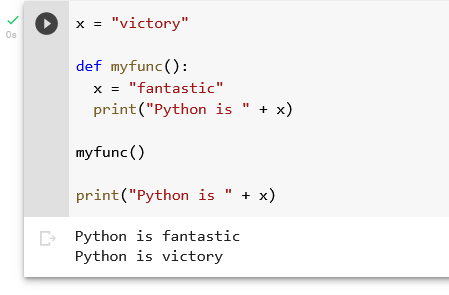 0s
x = "victory"
def myfunc():
  x = "fantastic"
  print("Python is " + x)
myfunc()
print("Python is " + x)
Python is fantastic
Python is victory